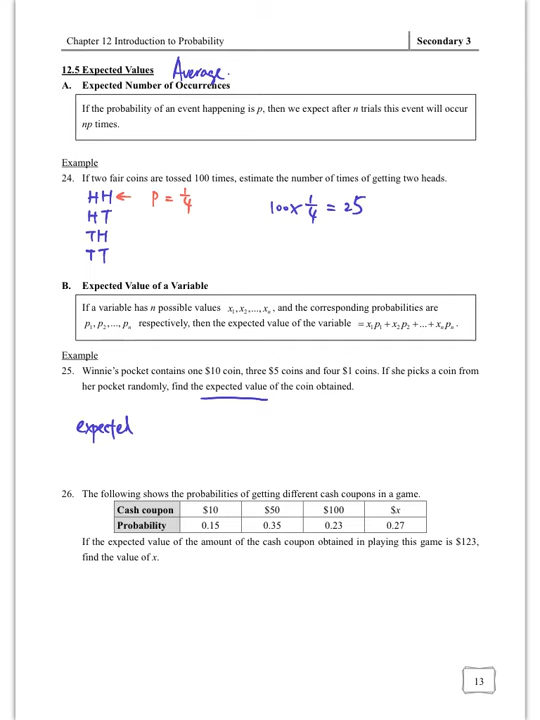 Chapter 12 Introduction to Probability
Secondary 3
12.5 Expected Values
Average.
A. Expected Number of Occurrences
If the probability of an event happening is p, then we expect after n trials this event will occur
np times.
Example
24. If two fair coins are tossed 100 times, estimate the number of times of getting two heads.
HH ← P = 1/4 100 × 1/4 = 25
HT
TH
TT
B. Expected Value of a Variable
If a variable has n possible values x₁, x₂, ..., xₙ, and the corresponding probabilities are
p₁, p₂, ..., pₙ respectively, then the expected value of the variable = x₁p₁ + x₂p₂ + ... + xₙpₙ.
Example
25. Winnie's pocket contains one $10 coin, three $5 coins and four $1 coins. If she picks a coin from
her pocket randomly, find the expected value of the coin obtained.
expected
26. The following shows the probabilities of getting different cash coupons in a game.
Cash coupon $10 $50 $100 $x
Probability 0.15 0.35 0.23 0.27
If the expected value of the amount of the cash coupon obtained in playing this game is $123,
find the value of x.
13